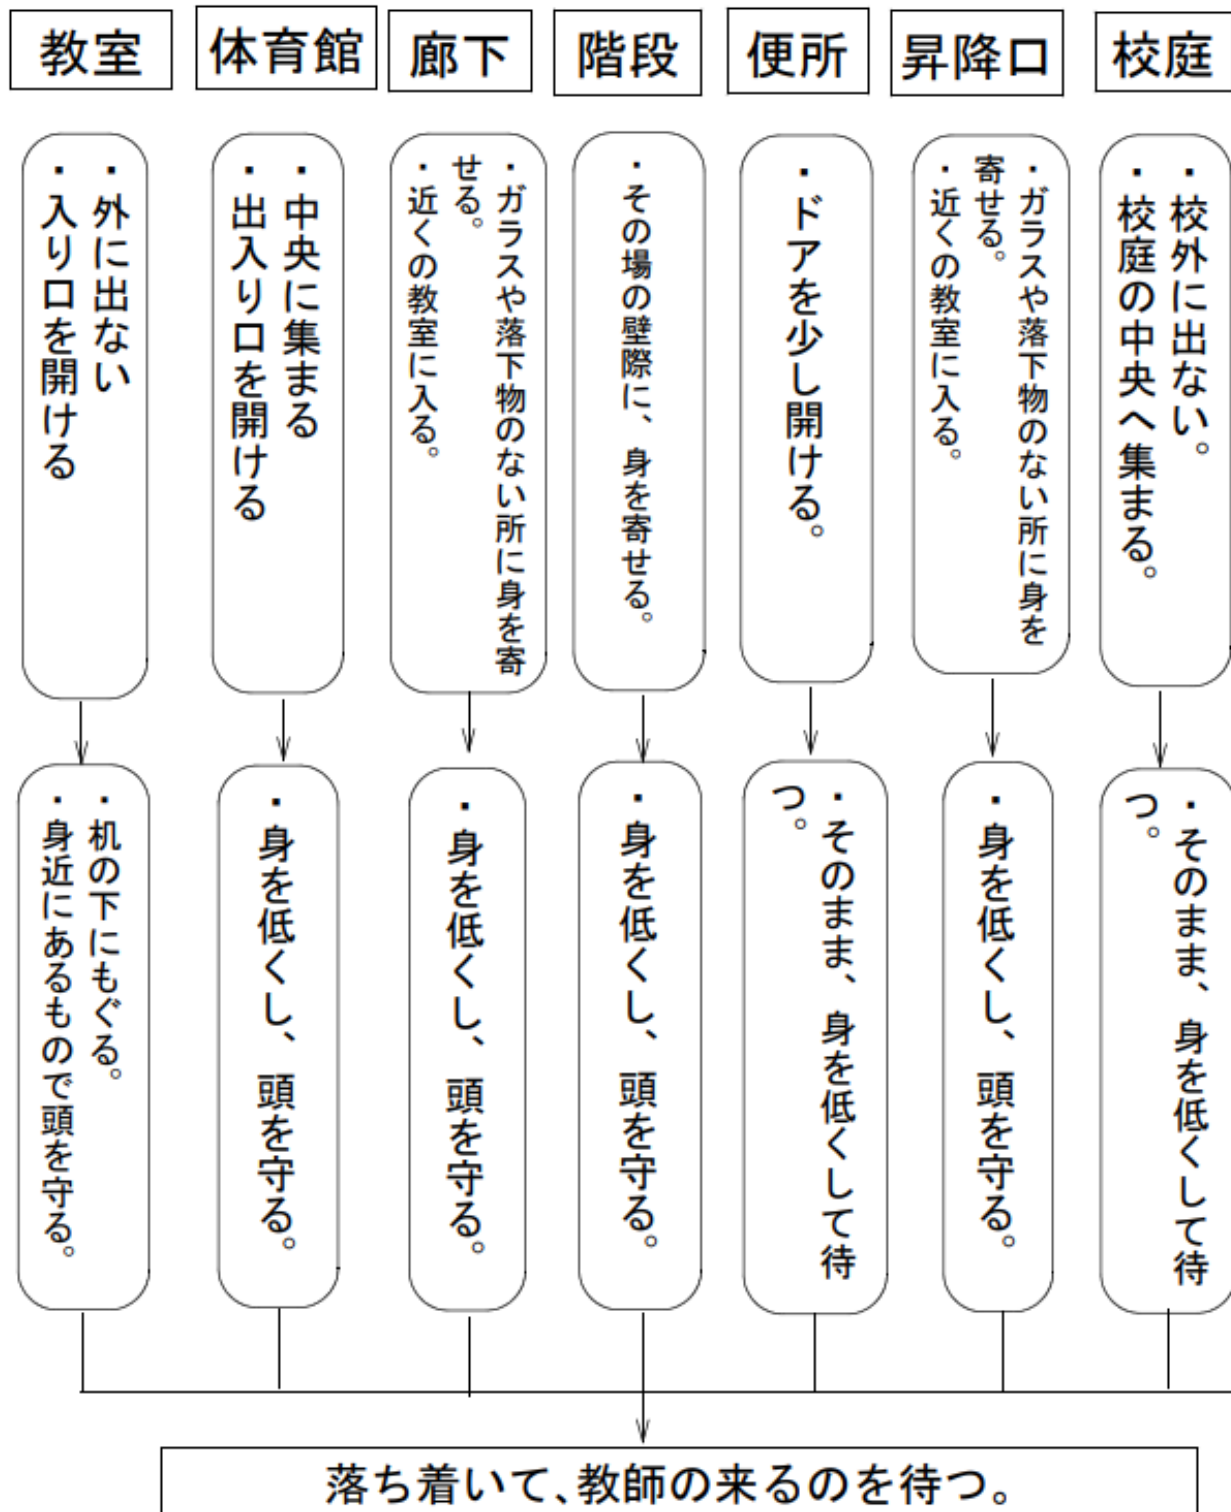 教室
体育館
廊下
階段
便所
昇降口
校庭
・外に出ない
・入り口を開ける
・中央に集まる
・出入り口を開ける
・ガラスや落下物のない所に身を寄
せる。
・近くの教室に入る。
・その場の壁際に、身を寄せる。
・ドアを少し開ける。
・ガラスや落下物のない所に身を
寄せる。
・近くの教室に入る。
・校外に出ない。
・校庭の中央へ集まる。
・机の下にもぐる。
・身近にあるもので頭を守る。
・身を低くし、頭を守る。
・身を低くし、頭を守る。
・身を低くし、頭を守る。
・そのまま、身を低くして待
つ。
・身を低くし、頭を守る。
・そのまま、身を低くして待
つ。
落ち着いて、教師の来るのを待つ。